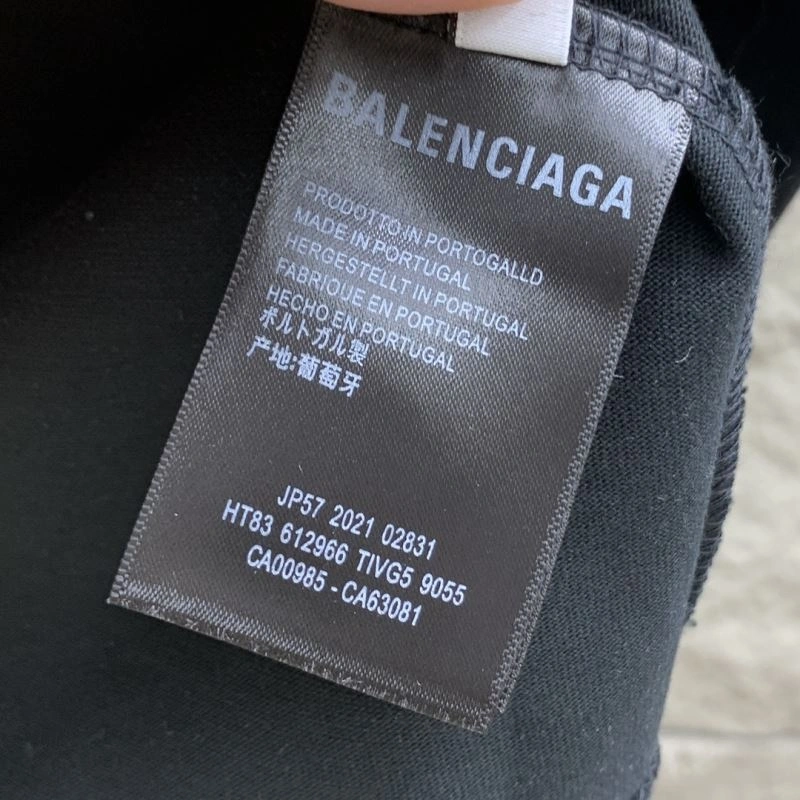 BALENCIAGA
PRODOTTO IN PORTOGALLD
MADE IN PORTUGAL
HERGESTELLT IN PORTUGAL
FABRIQUE EN PORTUGAL
HECHO EN PORTUGAL
ポルトガル製
产地:葡萄牙
JP57 2021 02831
HT83 612966 TIVG5 9055
CA00985 - CA63081